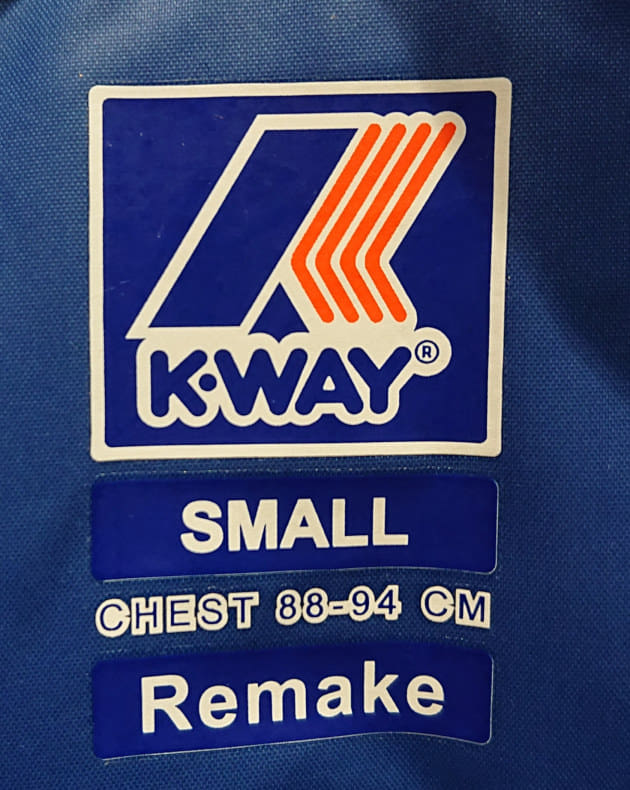 K·WAY®
SMALL
CHEST 88-94 CM
Remake